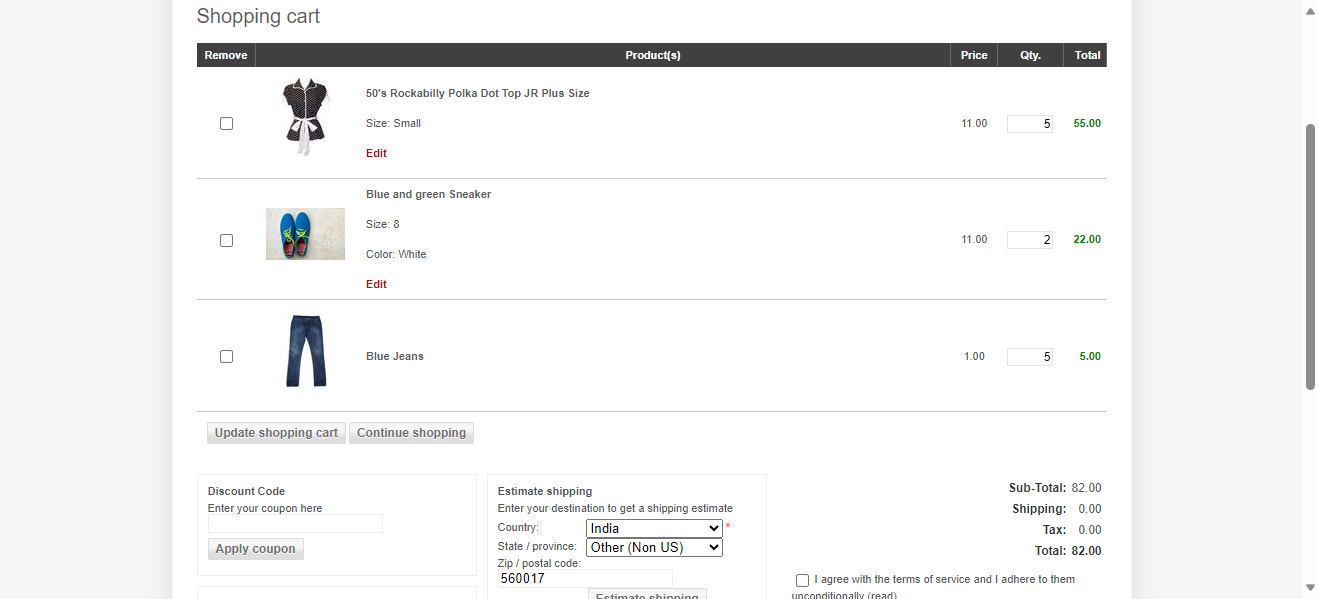 Shopping cart
Remove Product(s) Price Qty. Total
50's Rockabilly Polka Dot Top JR Plus Size
Size: Small
11.00 5 55.00
Edit
Blue and green Sneaker
Size: 8
11.00 2 22.00
Color: White
Edit
Blue Jeans 1.00 5 5.00
Update shopping cart Continue shopping
Discount Code
Enter your coupon here
Apply coupon
Estimate shipping
Enter your destination to get a shipping estimate
Country: India *
State / province: Other (Non US)
Zip / postal code:
560017
Estimate shipping
Sub-Total: 82.00
Shipping: 0.00
Tax: 0.00
Total: 82.00
I agree with the terms of service and I adhere to them
unconditionally (read)